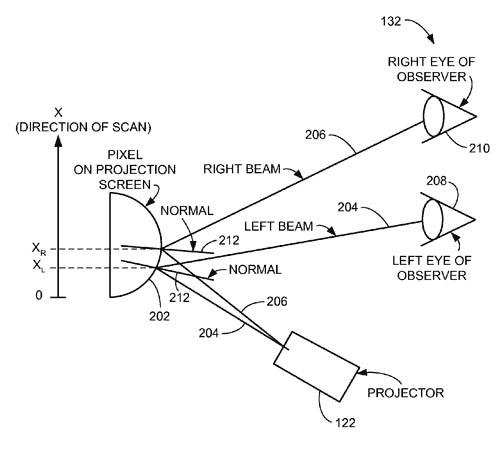 132
RIGHT EYE OF
OBSERVER
X
(DIRECTION OF SCAN)
206
210
PIXEL
ON PROJECTION
SCREEN
RIGHT BEAM
208
NORMAL
LEFT BEAM
204
X_R
212
X_L
NORMAL
LEFT EYE OF
OBSERVER
0
212
202
206
204
PROJECTOR
122